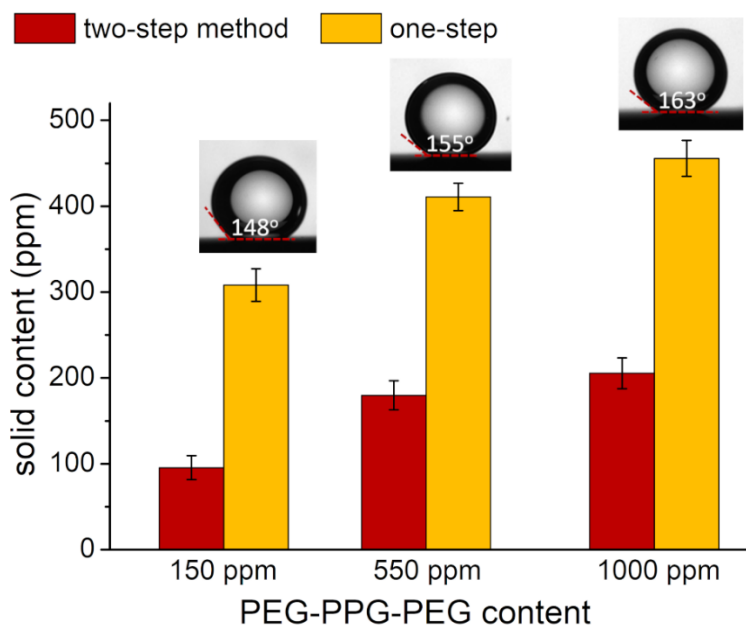 two-step method one-step
163°
155°
148°
500
400
300
200
100
0
solid content (ppm)
150 ppm 550 ppm 1000 ppm
PEG-PPG-PEG content